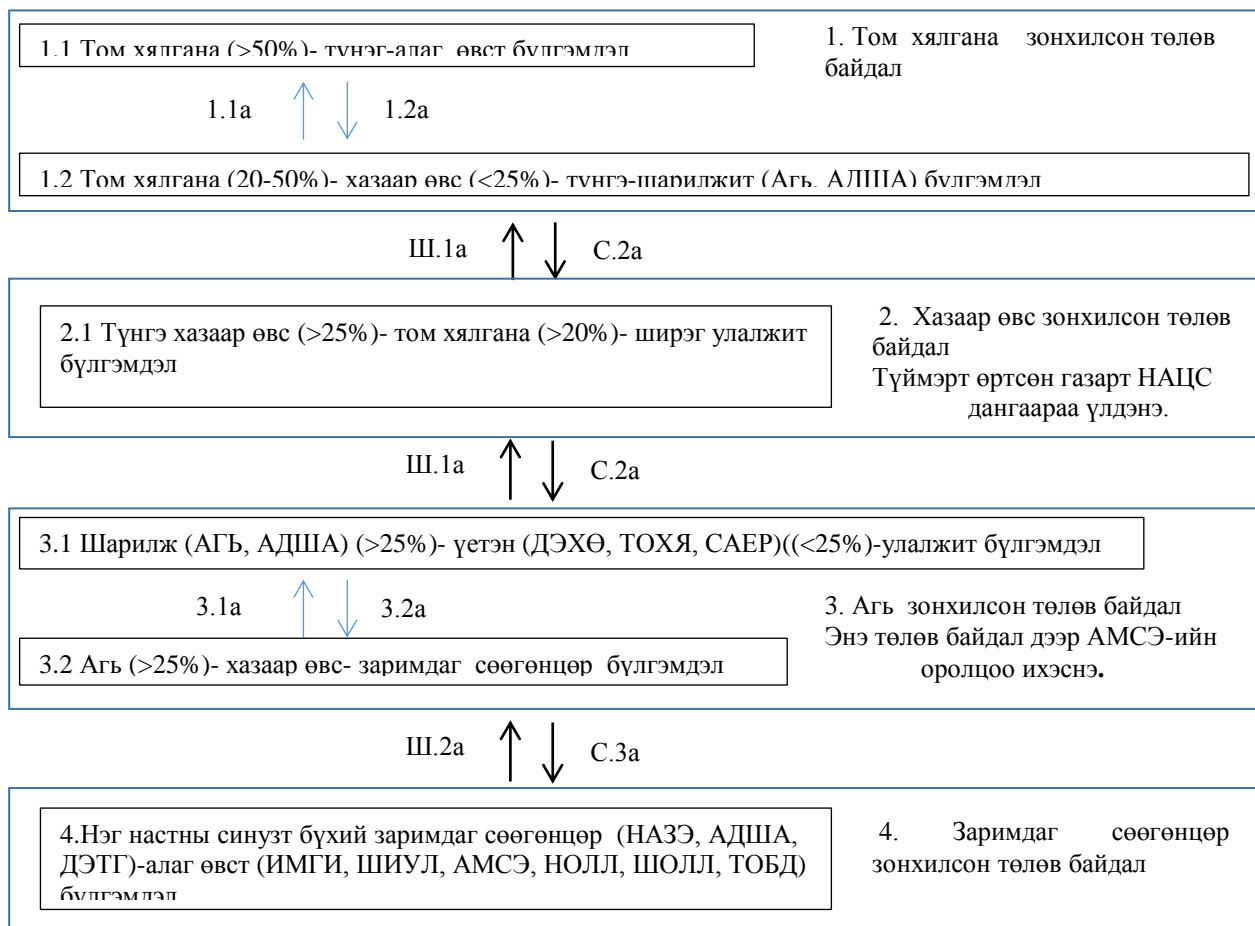 1.1 Том хялгана (>50%)- түнэг-алаг өвст бүлгэмдэл
1. Том хялгана зонхилсон төлөв
байдал
1.1а
1.2а
1.2 Том хялгана (20-50%)- хазаар өвс (<25%)- түнгэ-шарилжит (Агь, АДША) бүлгэмдэл
Ш.1а
С.2а
2.1 Түнгэ хазаар өвс (>25%)- том хялгана (>20%)- ширэг улалжит
бүлгэмдэл
2. Хазаар өвс зонхилсон төлөв
байдал
Түймэрт өртсөн газарт НАЦС
дангаараа үлдэнэ.
Ш.1а
С.2а
3.1 Шарилж (АГЬ, АДША) (>25%)- үетэн (ДЭХӨ, ТОХЯ, САЕР)((<25%)-улалжит бүлгэмдэл
3.1а
3.2а
3. Агь зонхилсон төлөв байдал
Энэ төлөв байдал дээр АМСЭ-ийн
оролцоо ихэснэ.
3.2 Агь (>25%)- хазаар өвс- заримдаг сөөгөнцөр бүлгэмдэл
Ш.2а
С.3а
4.Нэг настны синузт бүхий заримдаг сөөгөнцөр (НАЗЭ, АДША,
ДЭТГ)-алаг өвст (ИМГИ, ШИУЛ, АМСЭ, НОЛЛ, ШОЛЛ, ТОБД)
бүлгэмдэл
4. Заримдаг сөөгөнцөр
зонхилсон төлөв байдал